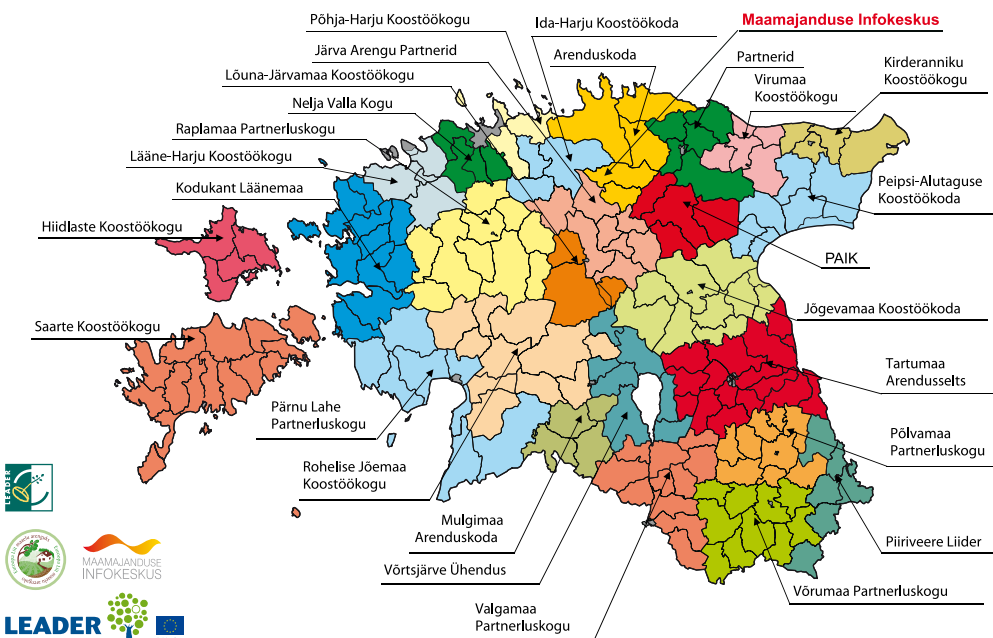 Põhja-Harju Koostöökogu
Ida-Harju Koostöökoda
Maamajanduse Infokeskus
Järva Arengu Partnerid
Arenduskoda
Partnerid
Kirderanniku
Koostöökogu
Lõuna-Järvamaa Koostöökogu
Virumaa
Koostöökogu
Nelja Valla Kogu
Raplamaa Partnerluskogu
Lääne-Harju Koostöökogu
Kodukant Läänemaa
Peipsi-Alutaguse
Koostöökoda
Hiidlaste Koostöökogu
PAIK
Jõgevamaa Koostöökoda
Saarte Koostöökogu
Tartumaa
Arendusselts
Pärnu Lahe
Partnerluskogu
Põlvamaa
Partnerluskogu
Rohelise Jõemaa
Koostöökogu
Mulgimaa
Arenduskoda
Piiriveere Liider
Võrtsjärve Ühendus
Võrumaa Partnerluskogu
Valgamaa
Partnerluskogu
LEADER
MAAMAJANDUSE
INFOKESKUS
LEADER